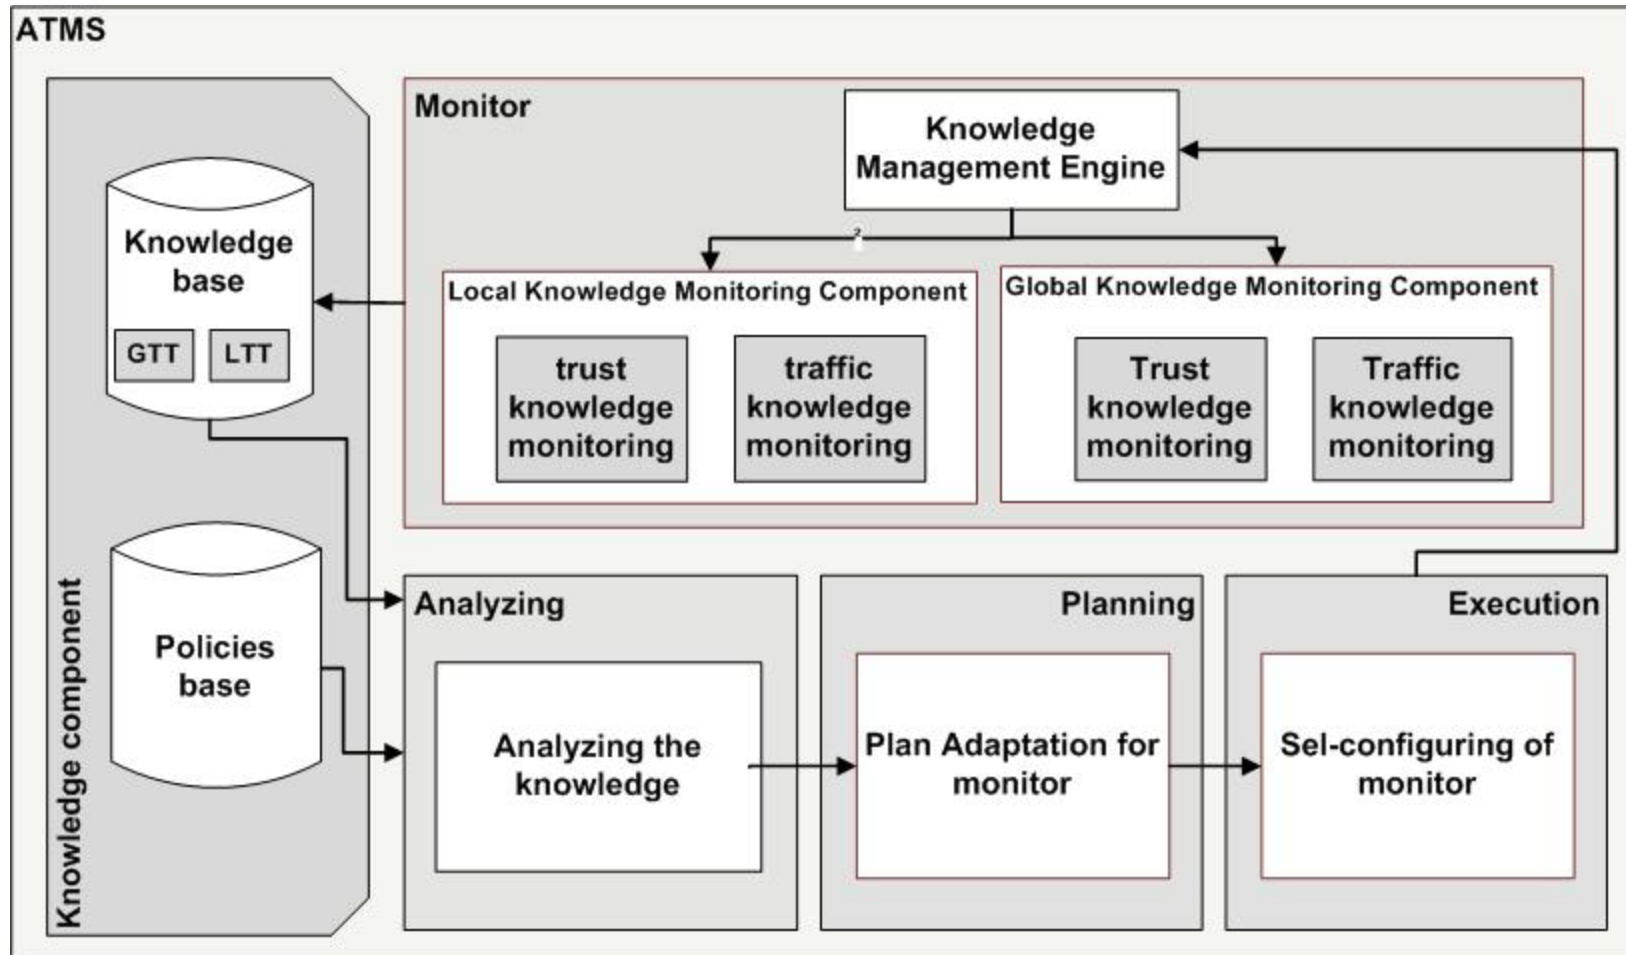 ATMS
Monitor
Knowledge
Management Engine
2
Knowledge
base
GTT
LTT
Local Knowledge Monitoring Component
trust
knowledge
monitoring
traffic
knowledge
monitoring
Global Knowledge Monitoring Component
Trust
knowledge
monitoring
Traffic
knowledge
monitoring
Policies
base
Knowledge component
Analyzing
Analyzing the
knowledge
Planning
Plan Adaptation for
monitor
Execution
Sel-configuring of
monitor